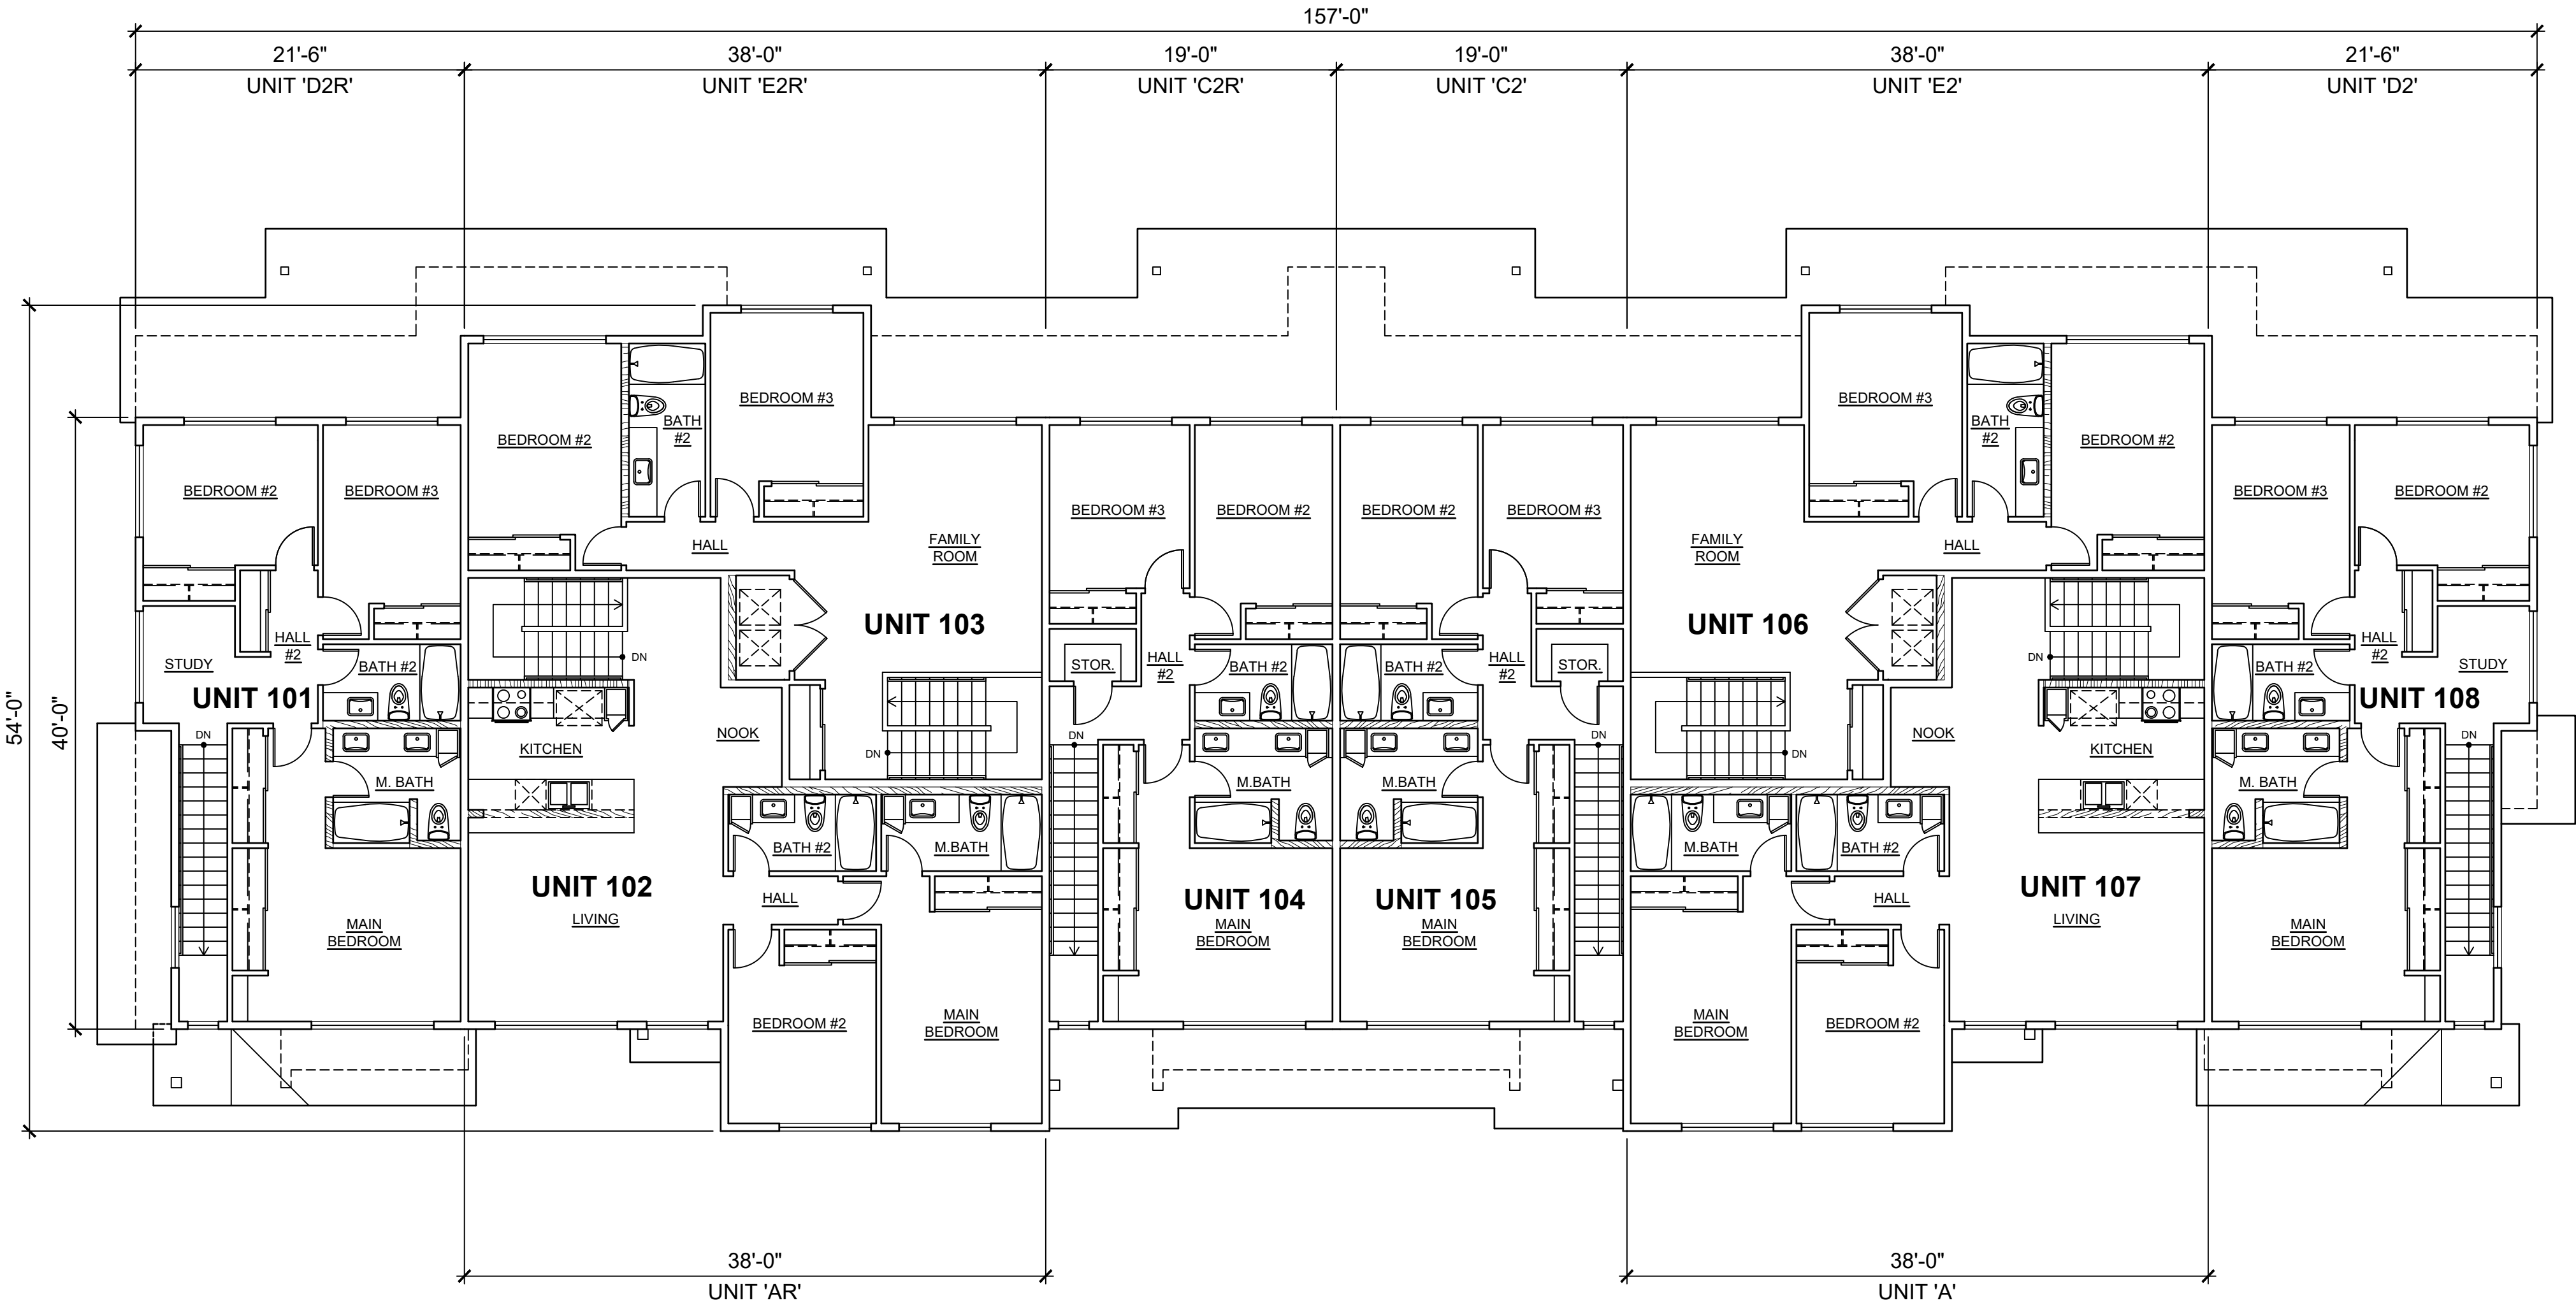 157'-0"
21'-6"
38'-0"
19'-0"
19'-0"
38'-0"
21'-6"
UNIT 'D2R'
UNIT 'E2R'
UNIT 'C2R'
UNIT 'C2'
UNIT 'E2'
UNIT 'D2'
54'-0"
40'-0"
BEDROOM #2
BEDROOM #3
STUDY
HALL
#2
BATH #2
UNIT 101
DN
M. BATH
MAIN
BEDROOM
BEDROOM #2
BATH
#2
BEDROOM #3
HALL
FAMILY
ROOM
UNIT 103
DN
DN
KITCHEN
NOOK
UNIT 102
LIVING
BATH #2
M.BATH
HALL
BEDROOM #2
MAIN
BEDROOM
BEDROOM #3
BEDROOM #2
STOR.
HALL
#2
BATH #2
DN
M.BATH
UNIT 104
MAIN
BEDROOM
BEDROOM #2
BEDROOM #3
BATH #2
HALL
#2
STOR.
DN
M.BATH
UNIT 105
MAIN
BEDROOM
BEDROOM #3
BATH
#2
BEDROOM #2
FAMILY
ROOM
HALL
UNIT 106
DN
DN
NOOK
KITCHEN
M.BATH
BATH #2
HALL
UNIT 107
LIVING
MAIN
BEDROOM
BEDROOM #2
BEDROOM #3
BEDROOM #2
HALL
#2
STUDY
BATH #2
UNIT 108
DN
M. BATH
MAIN
BEDROOM
38'-0"
UNIT 'AR'
38'-0"
UNIT 'A'